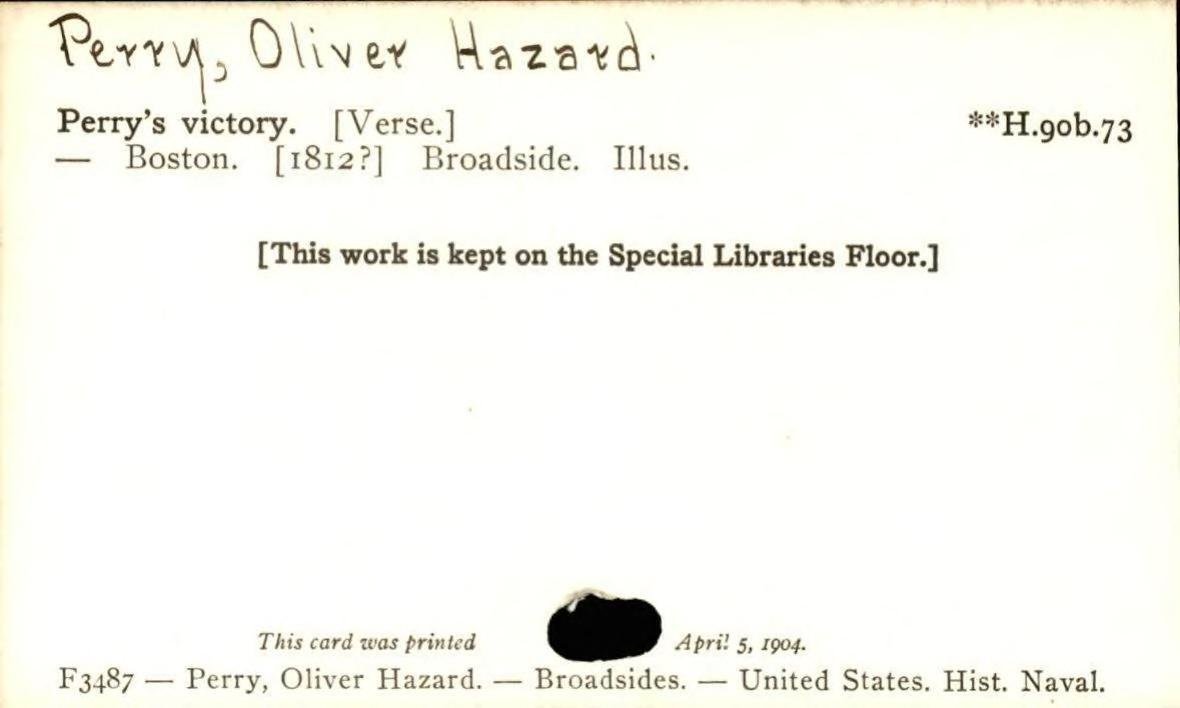 Perry, Oliver Hazard.
Perry's victory. [Verse.] **H.90b.73
— Boston. [1812?] Broadside. Illus.
[This work is kept on the Special Libraries Floor.]
This card was printed April 5, 1904.
F3487 — Perry, Oliver Hazard. — Broadsides. — United States. Hist. Naval.